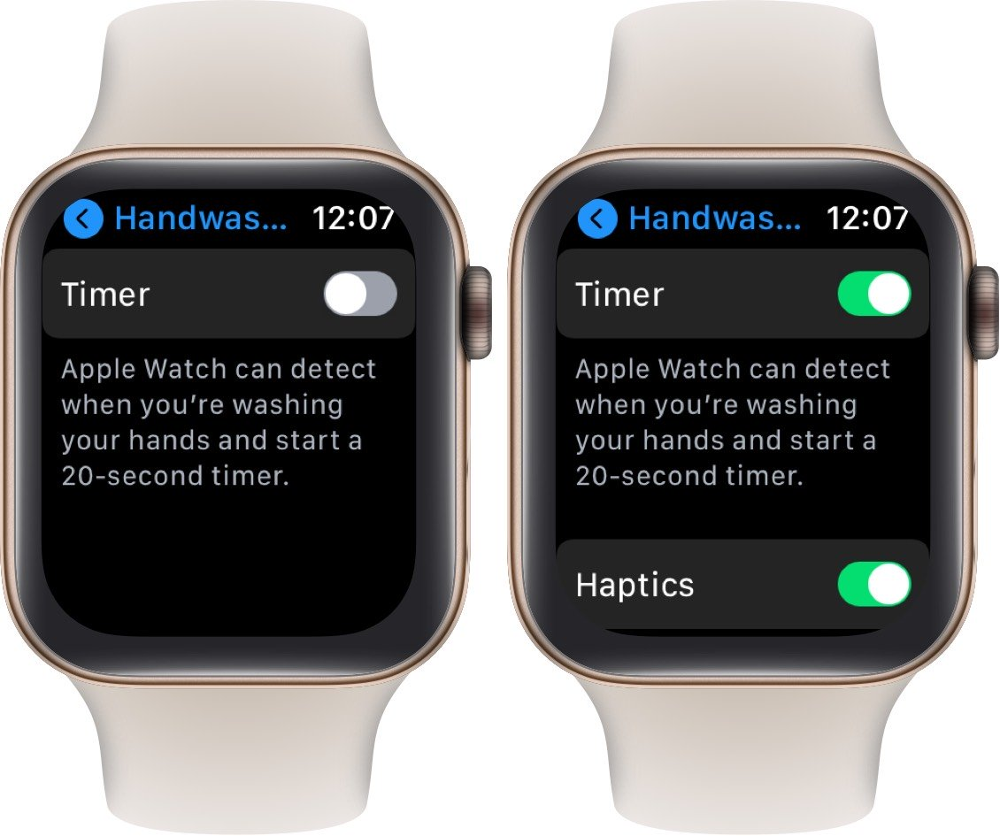 Handwas... 12:07
Timer
Apple Watch can detect
when you're washing
your hands and start a
20-second timer.
Handwas... 12:07
Timer
Apple Watch can detect
when you're washing
your hands and start a
20-second timer.
Haptics